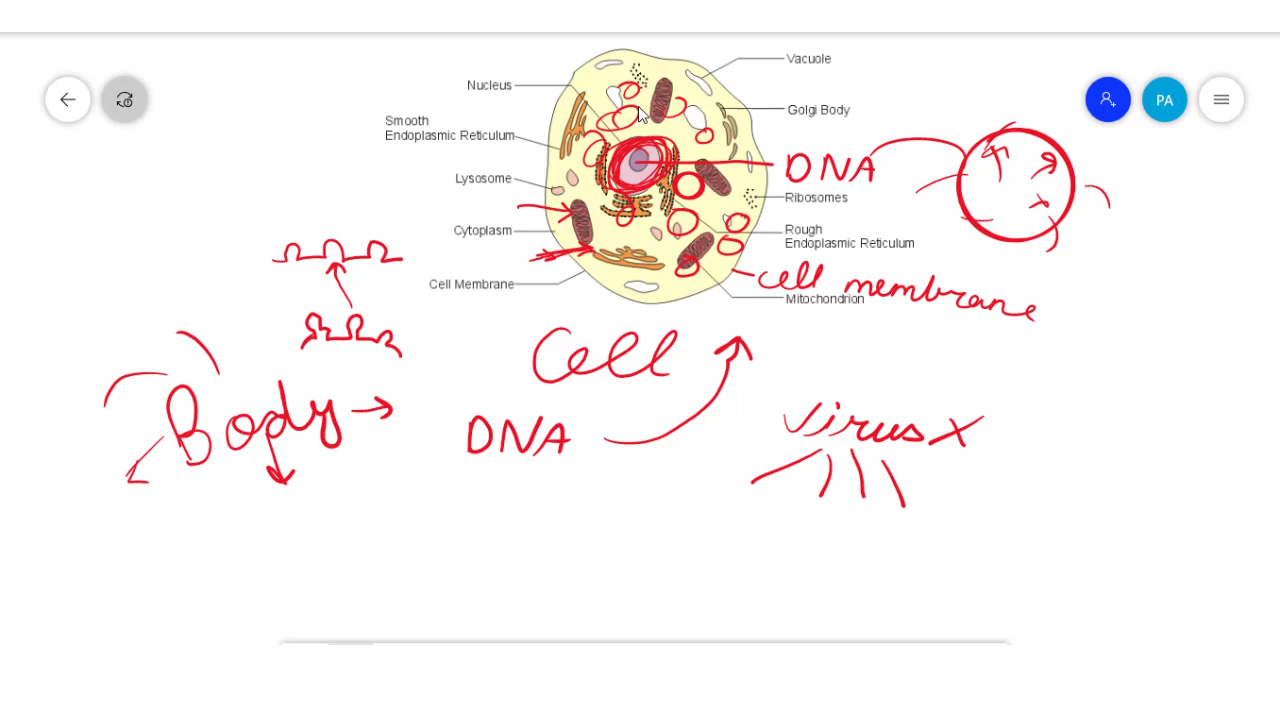 Vacuole
Nucleus
PA
Golgi Body
Smooth
Endoplasmic Reticulum
DNA
Lysosome
Ribosomes
Cytoplasm
Rough
Endoplasmic Reticulum
Cell Membrane
cell membrane
Mitochondrion
Cell
Body
DNA
Virus X